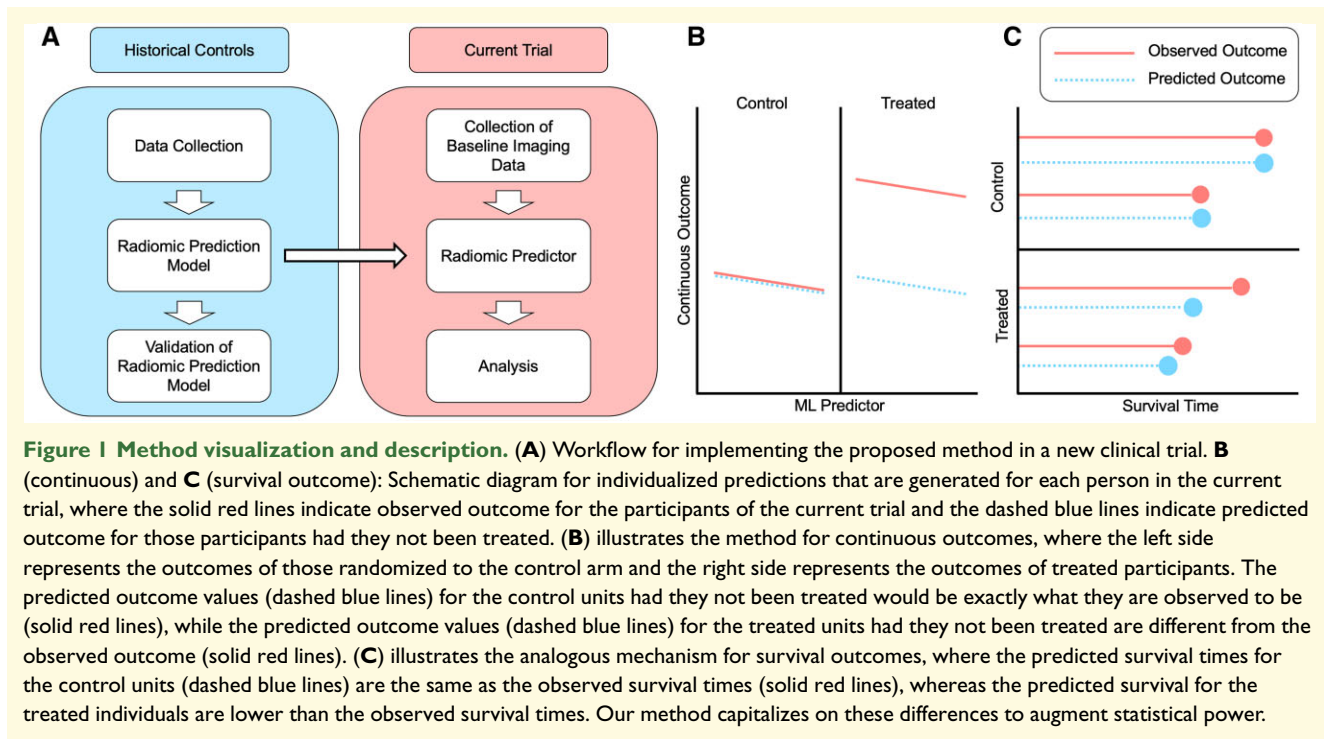 A
Historical Controls
Current Trial
Data Collection
Radiomic Prediction
Model
Validation of
Radiomic Prediction
Model
Collection of
Baseline Imaging
Data
Radiomic Predictor
Analysis
B
Control
Treated
Continuous Outcome
ML Predictor
C
Observed Outcome
Predicted Outcome
Control
Treated
Survival Time
Figure 1 Method visualization and description. (A) Workflow for implementing the proposed method in a new clinical trial. B
(continuous) and C (survival outcome): Schematic diagram for individualized predictions that are generated for each person in the current
trial, where the solid red lines indicate observed outcome for the participants of the current trial and the dashed blue lines indicate predicted
outcome for those participants had they not been treated. (B) illustrates the method for continuous outcomes, where the left side
represents the outcomes of those randomized to the control arm and the right side represents the outcomes of treated participants. The
predicted outcome values (dashed blue lines) for the control units had they not been treated would be exactly what they are observed to be
(solid red lines), while the predicted outcome values (dashed blue lines) for the treated units had they not been treated are different from the
observed outcome (solid red lines). (C) illustrates the analogous mechanism for survival outcomes, where the predicted survival times for
the control units (dashed blue lines) are the same as the observed survival times (solid red lines), whereas the predicted survival for the
treated individuals are lower than the observed survival times. Our method capitalizes on these differences to augment statistical power.